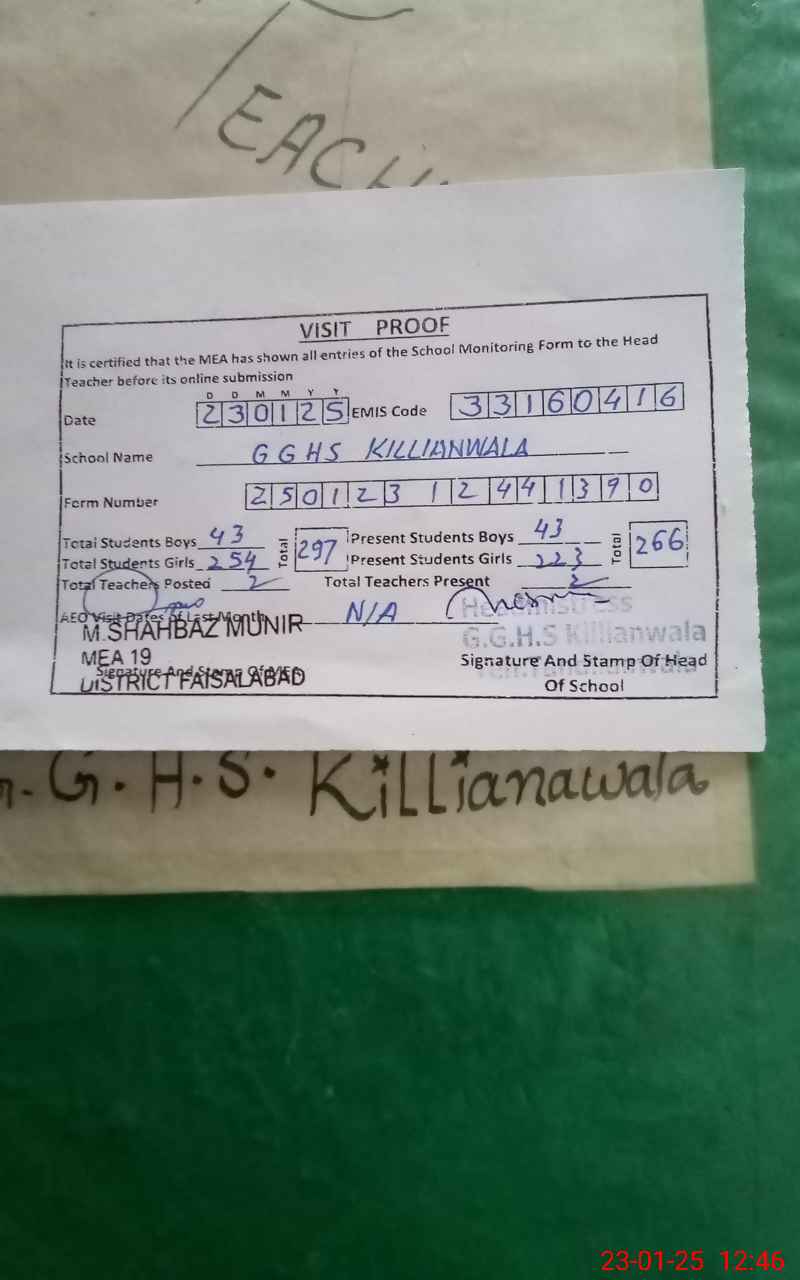 TEACH
VISIT PROOF
It is certified that the MEA has shown all entries of the School Monitoring Form to the Head
Teacher before its online submission
D D M M Y Y
Date 230125 EMIS Code 33160416
School Name GGHS KILLIANWALA
Form Number 25012312441390
Total Students Boys 43 Total 297 Present Students Boys 43 Total 266
Total Students Girls 254 Present Students Girls 223
Total Teachers Posted 2 Total Teachers Present 2
AEO Visit Dates of Last Month N/A Headmistress
M.SHAHBAZ MUNIR G.G.H.S Killianwala
MEA 19 Signature And Stamp Of Head
Signature And Stamp Of MEA
DISTRICT FAISALABAD Of School
G.H.S. Killianawala
23-01-25 12:46